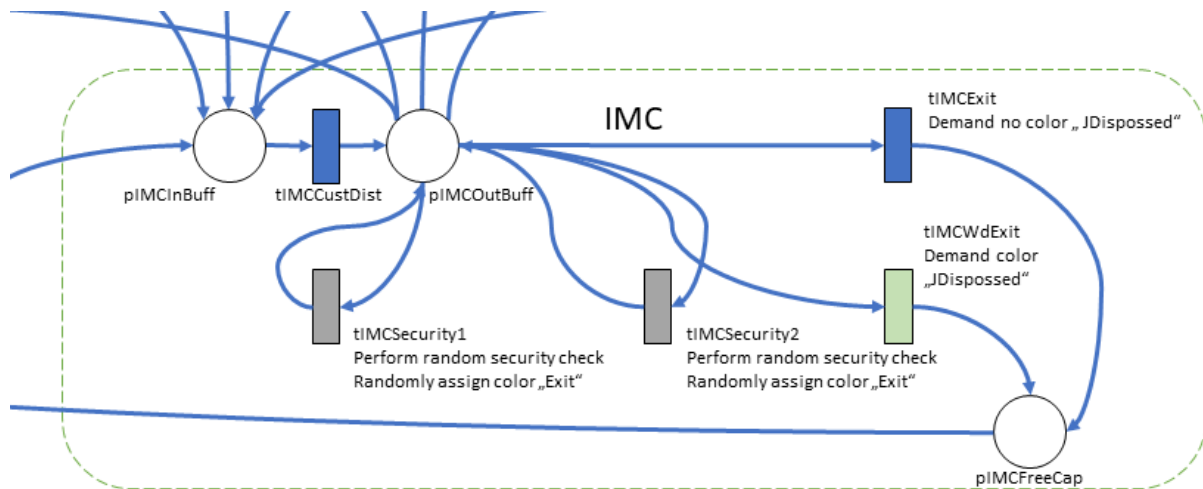 IMC
tIMCExit
Demand no color „ JDispossed“
pIMCInBuff
tIMCCustDist
pIMCOutBuff
tIMCWdExit
Demand color
„JDispossed“
tIMCSecurity1
Perform random security check
Randomly assign color „Exit“
tIMCSecurity2
Perform random security check
Randomly assign color „Exit“
pIMCFreeCap